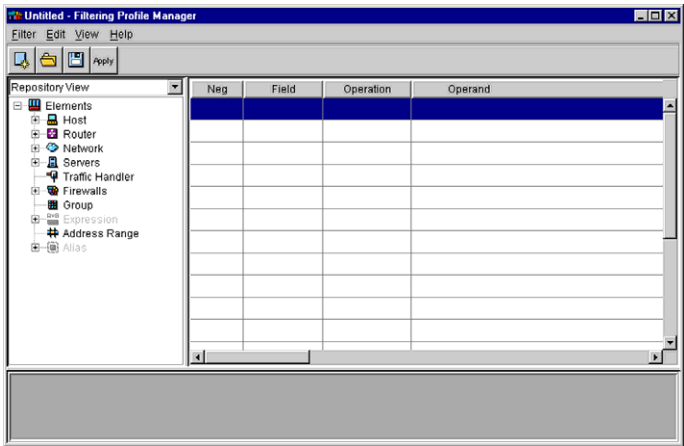 Untitled - Filtering Profile Manager
Filter Edit View Help
Apply
Repository View
Neg Field Operation Operand
Elements
Host
Router
Network
Servers
Traffic Handler
Firewalls
Group
Expression
Address Range
Alias